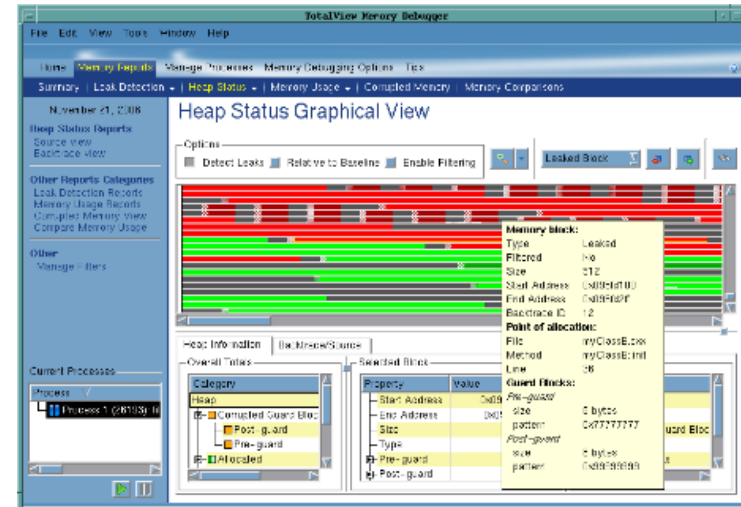 TotalView Memory Debugger
File Edit View Tools Window Help
Home Memory Reports Manage Processes Memory Debugging Options Tips
Summary | Leak Detection | Heap Status | Memory Usage | Corrupted Memory | Memory Comparisons
November 21, 2006
Heap Status Graphical View
Heap Status Reports
Source View
Backtrace View
Other Reports Categories
Leak Detection Reports
Memory Usage Reports
Corrupted Memory View
Compare Memory Usage
Other
Manage Filters
Options
Detect Leaks Relative to Baseline Enable Filtering
Leaked Block
Memory block:
Type Leaked
Filtered No
Size 512
Start Address
End Address
Backtrace ID 12
Point of allocation:
File myClassB.cxx
Method myClassB::init
Line 36
Guard Blocks:
Pre-guard
size 8 bytes
pattern 0x77777777
Post-guard
size 8 bytes
pattern 0x99999999
Heap Information Backtrace/Source
Overall Totals
Category
Heap
Corrupted Guard Bloc
Post-guard
Pre-guard
Allocated
Selected Block
Property Value
Start Address 0x09
End Address 0x09
Size
Type
Pre-guard
Post-guard
uard Bloc
Current Processes
Process
Process 1 (26193):